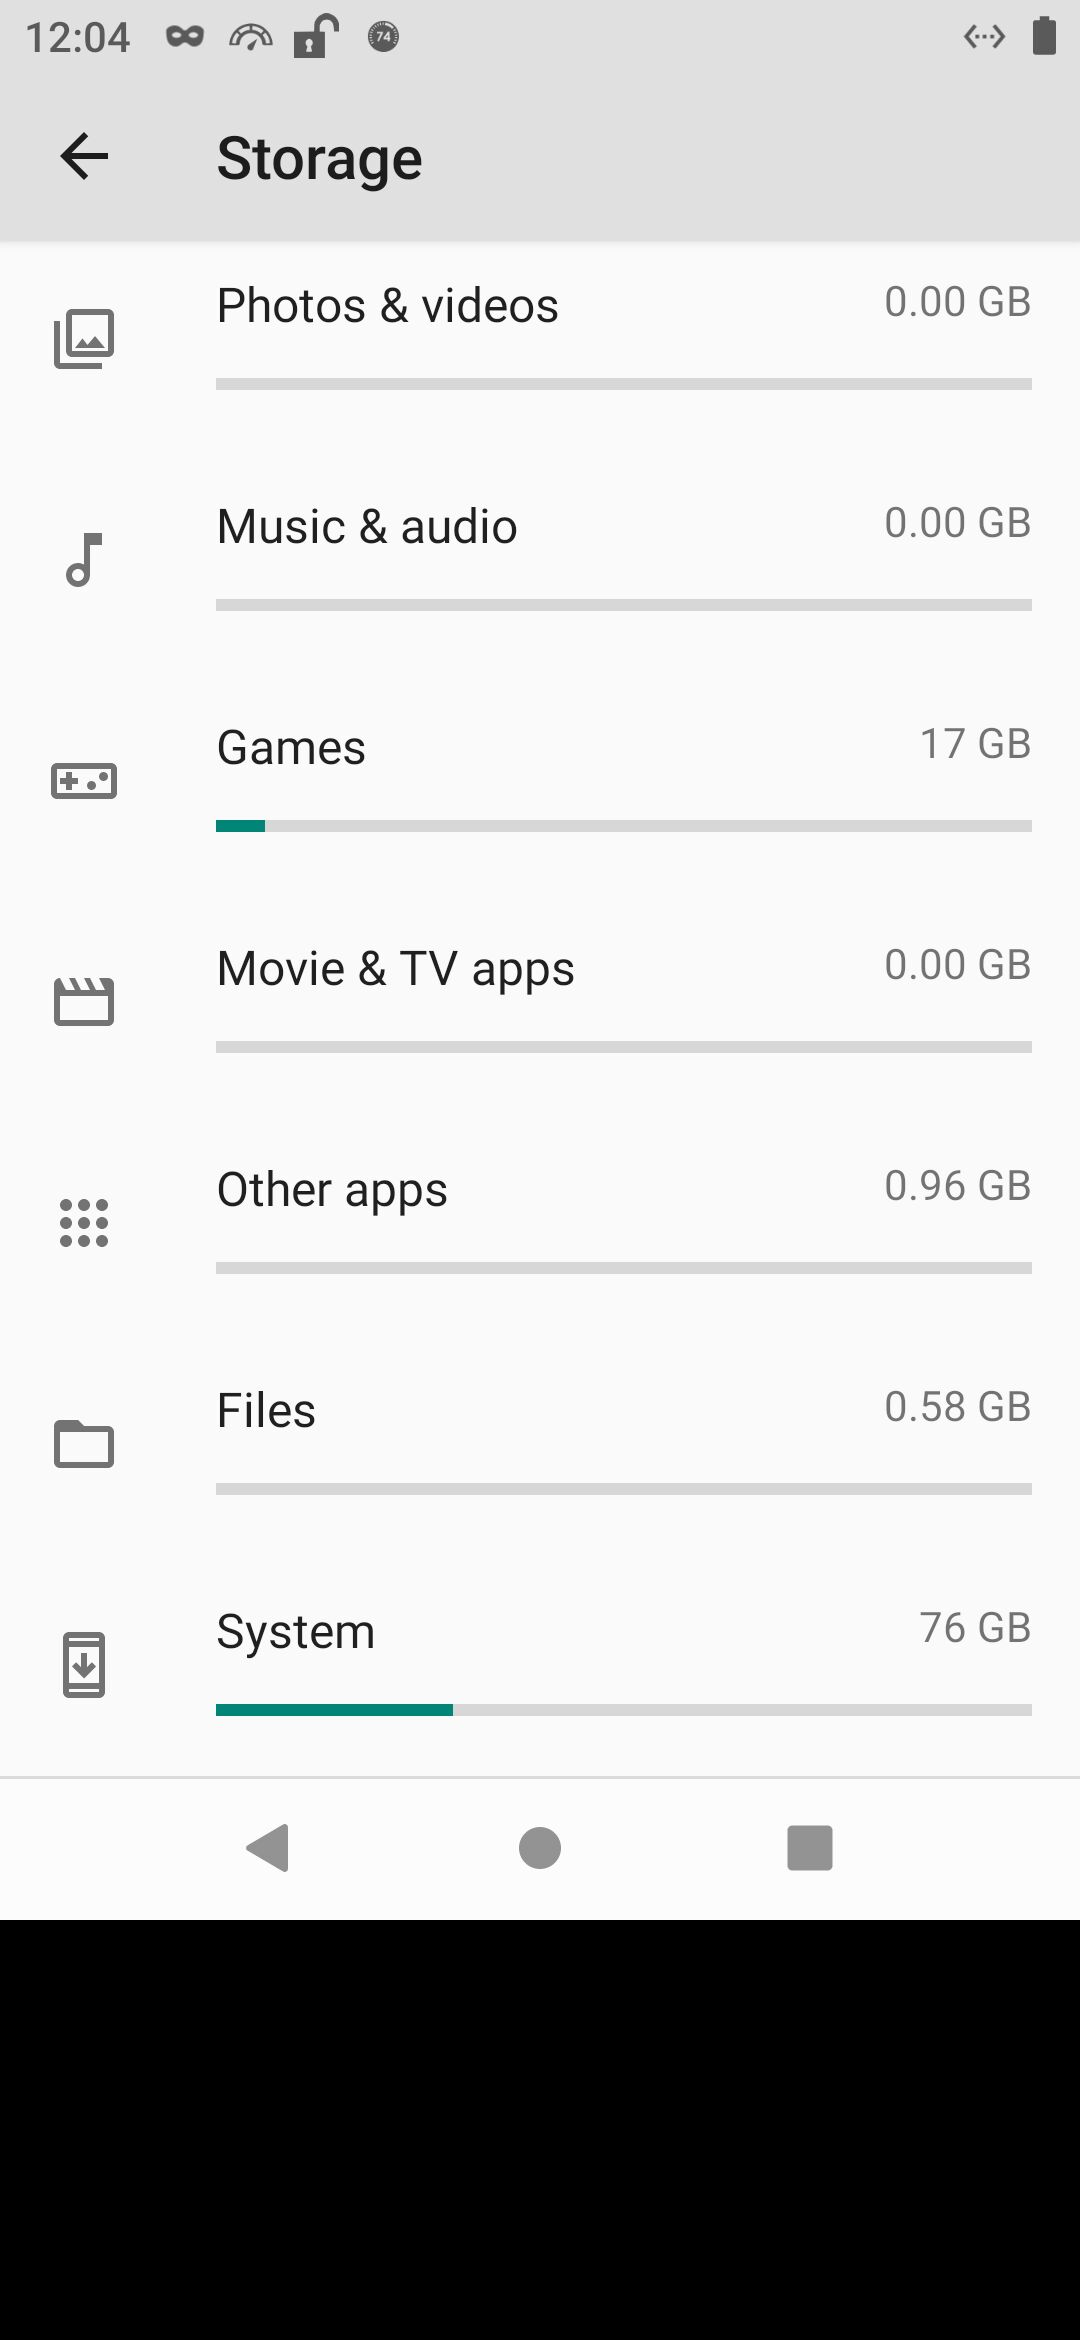 12:04 74
Storage
Photos & videos 0.00 GB
Music & audio 0.00 GB
Games 17 GB
Movie & TV apps 0.00 GB
Other apps 0.96 GB
Files 0.58 GB
System 76 GB